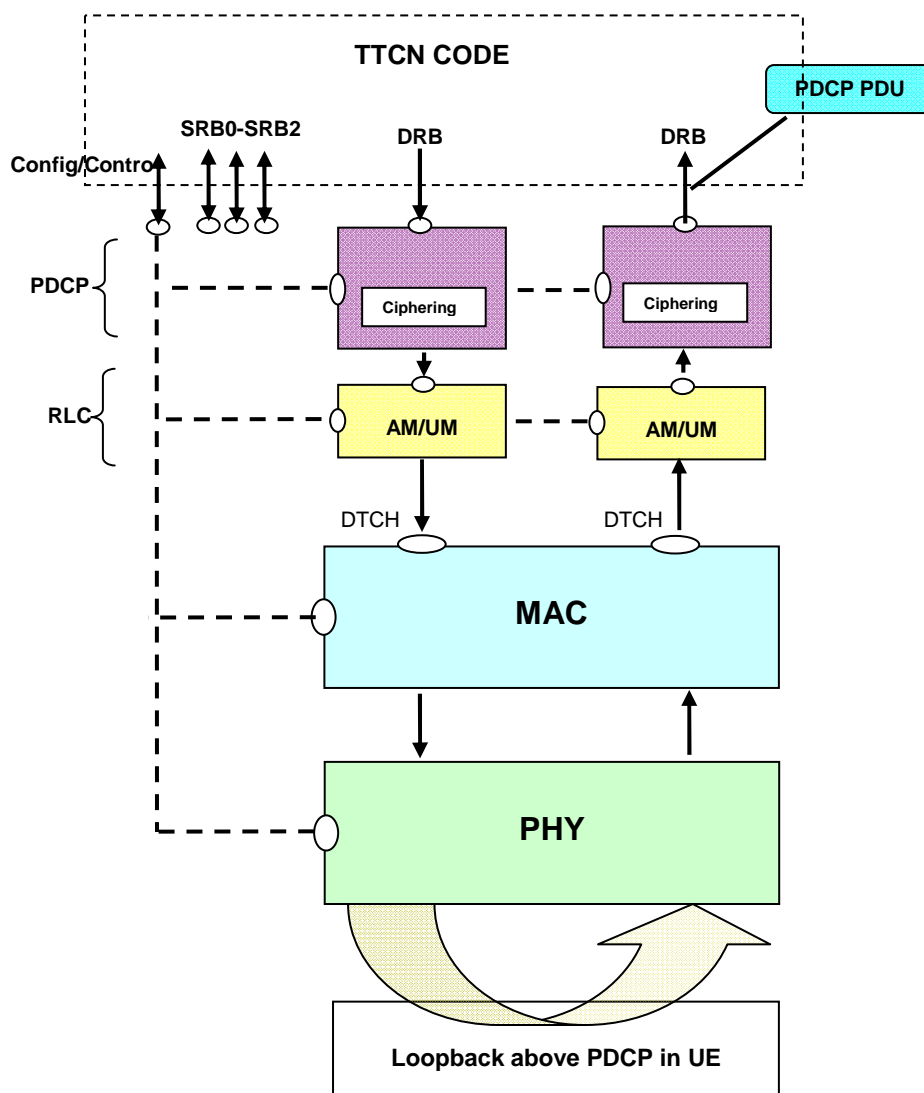 TTCN CODE
PDCP PDU
SRB0-SRB2
DRB
DRB
Config/Contro
PDCP
Ciphering
Ciphering
RLC
AM/UM
AM/UM
DTCH
DTCH
MAC
PHY
Loopback above PDCP in UE